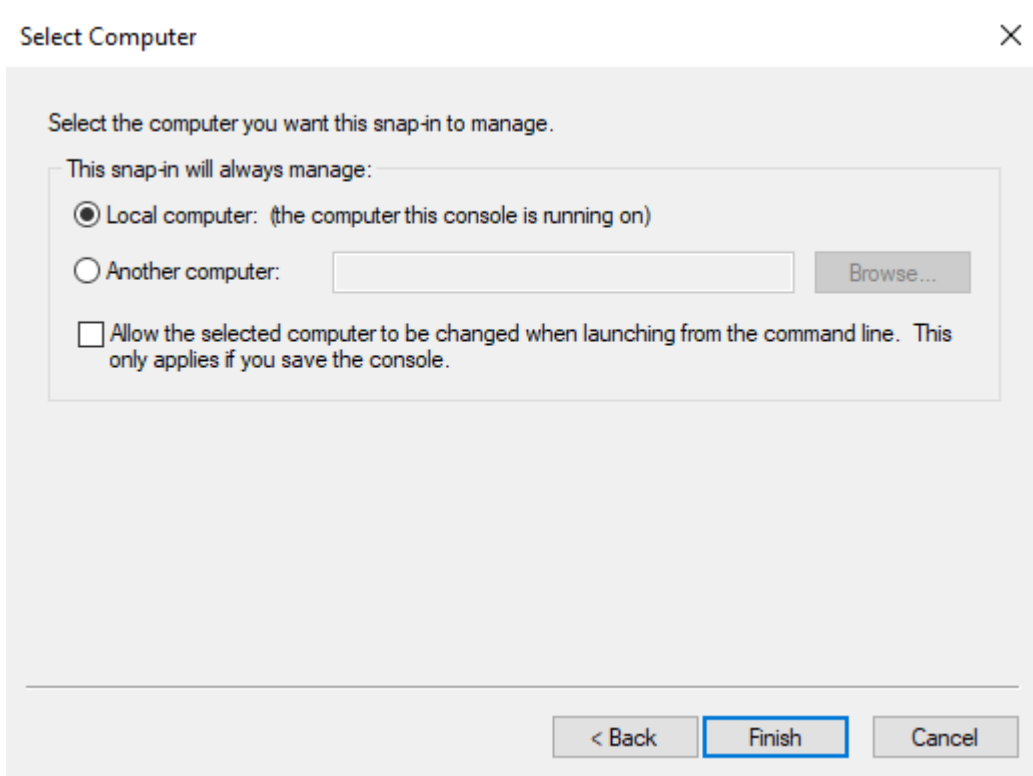 Select Computer
Select the computer you want this snap-in to manage.
This snap-in will always manage:
Local computer: (the computer this console is running on)
Another computer:
Browse...
Allow the selected computer to be changed when launching from the command line. This
only applies if you save the console.
< Back
Finish
Cancel